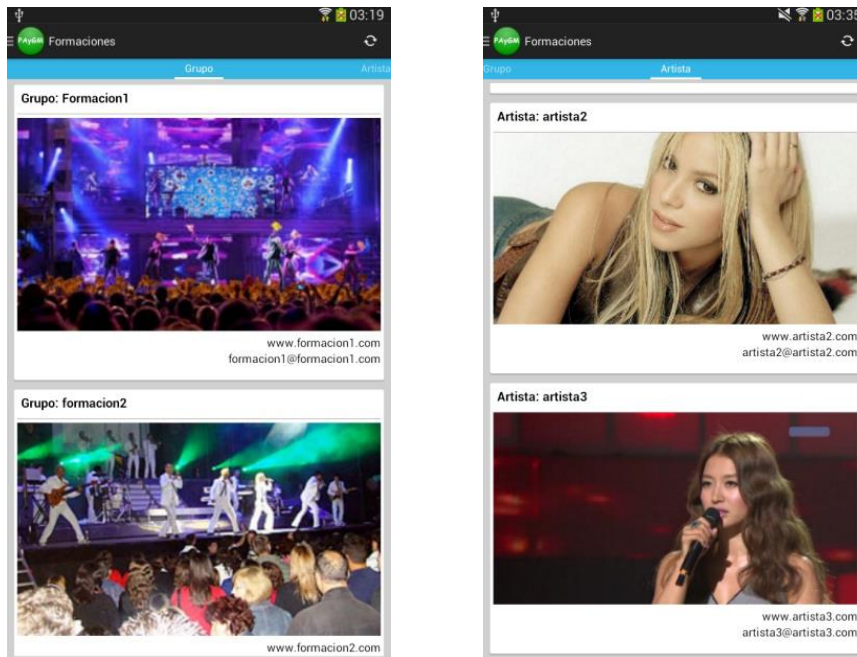 03:19
PAyGM Formaciones
Grupo Artista
Grupo: Formacion1
www.formacion1.com
formacion1@formacion1.com
Grupo: formacion2
www.formacion2.com
03:35
PAyGM Formaciones
Grupo Artista
Artista: artista2
www.artista2.com
artista2@artista2.com
Artista: artista3
www.artista3.com
artista3@artista3.com